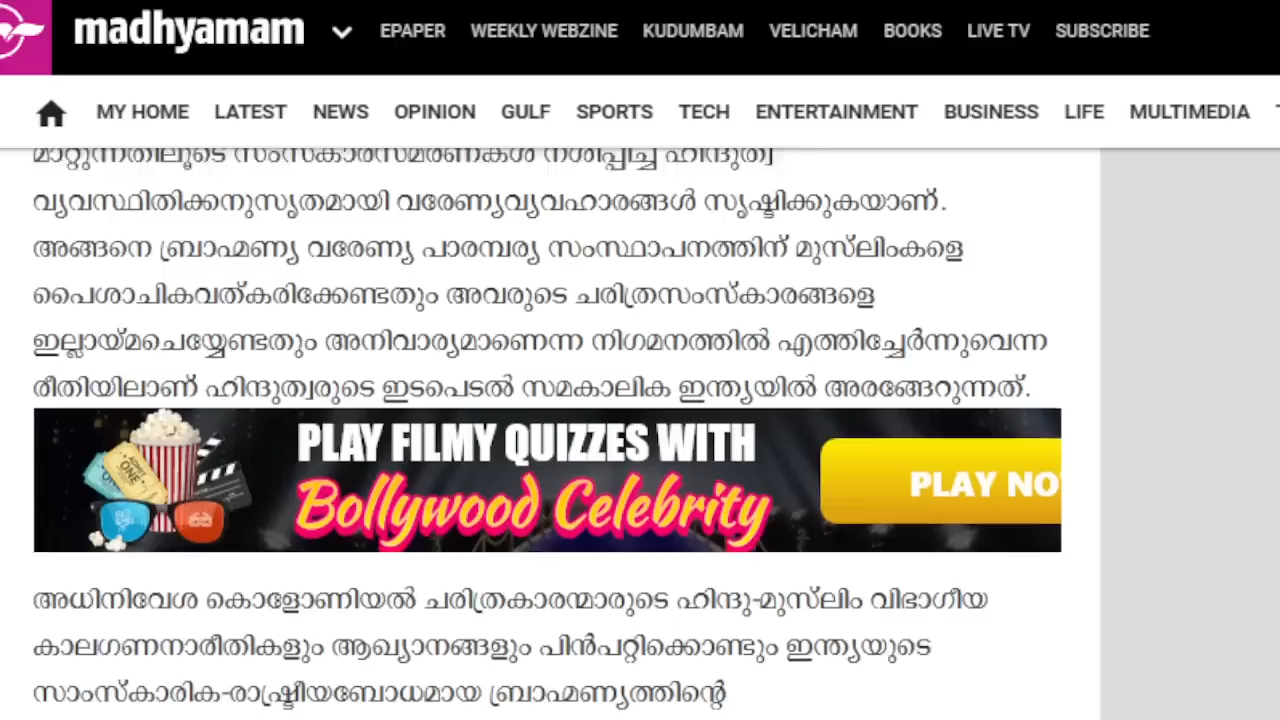 madhyamam EPAPER WEEKLY WEBZINE KUDUMBAM VELICHAM BOOKS LIVE TV SUBSCRIBE
MY HOME LATEST NEWS OPINION GULF SPORTS TECH ENTERTAINMENT BUSINESS LIFE MULTIMEDIA
മാറ്റുന്നതിലൂടെ സംസ്കാരസ്മരണകൾ നശിപ്പിച്ച് ഹിന്ദുത്വ
വ്യവസ്ഥിതിക്കനുസൃതമായി വരേണ്യവ്യവഹാരങ്ങൾ സൃഷ്ടിക്കുകയാണ്.
അങ്ങനെ ബ്രാഹ്മണ്യ വരേണ്യ പാരമ്പര്യ സംസ്ഥാപനത്തിന് മുസ്‌ലിംകളെ
പൈശാചികവത്കരിക്കേണ്ടതും അവരുടെ ചരിത്രസംസ്കാരങ്ങളെ
ഇല്ലായ്മചെയ്യേണ്ടതും അനിവാര്യമാണെന്ന നിഗമനത്തിൽ എത്തിച്ചേർന്നുവെന്ന
രീതിയിലാണ് ഹിന്ദുത്വരുടെ ഇടപെടൽ സമകാലിക ഇന്ത്യയിൽ അരങ്ങേറുന്നത്.
PLAY FILMY QUIZZES WITH
Bollywood Celebrity
PLAY NO
അധിനിവേശ കൊളോണിയൽ ചരിത്രകാരന്മാരുടെ ഹിന്ദു-മുസ്‌ലിം വിഭാഗീയ
കാലഗണനാരീതികളും ആഖ്യാനങ്ങളും പിൻപറ്റിക്കൊണ്ടും ഇന്ത്യയുടെ
സാംസ്കാരിക-രാഷ്ട്രീയബോധമായ ബ്രാഹ്മണ്യത്തിന്റെ